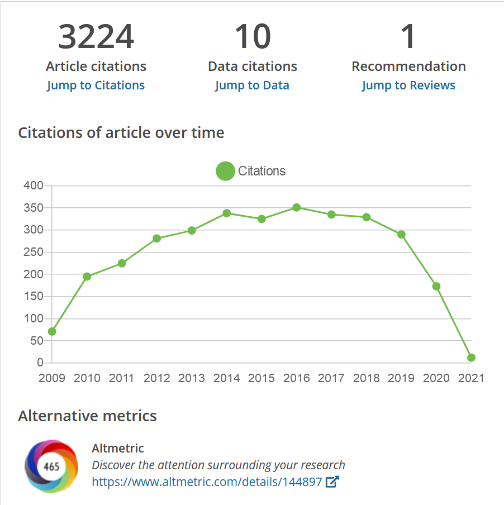 3224 10 1
Article citations Data citations Recommendation
Jump to Citations Jump to Data Jump to Reviews
Citations of article over time
Citations
400
350
300
250
200
150
100
50
0
2009 2010 2011 2012 2013 2014 2015 2016 2017 2018 2019 2020 2021
Alternative metrics
465
Altmetric
Discover the attention surrounding your research
https://www.altmetric.com/details/144897